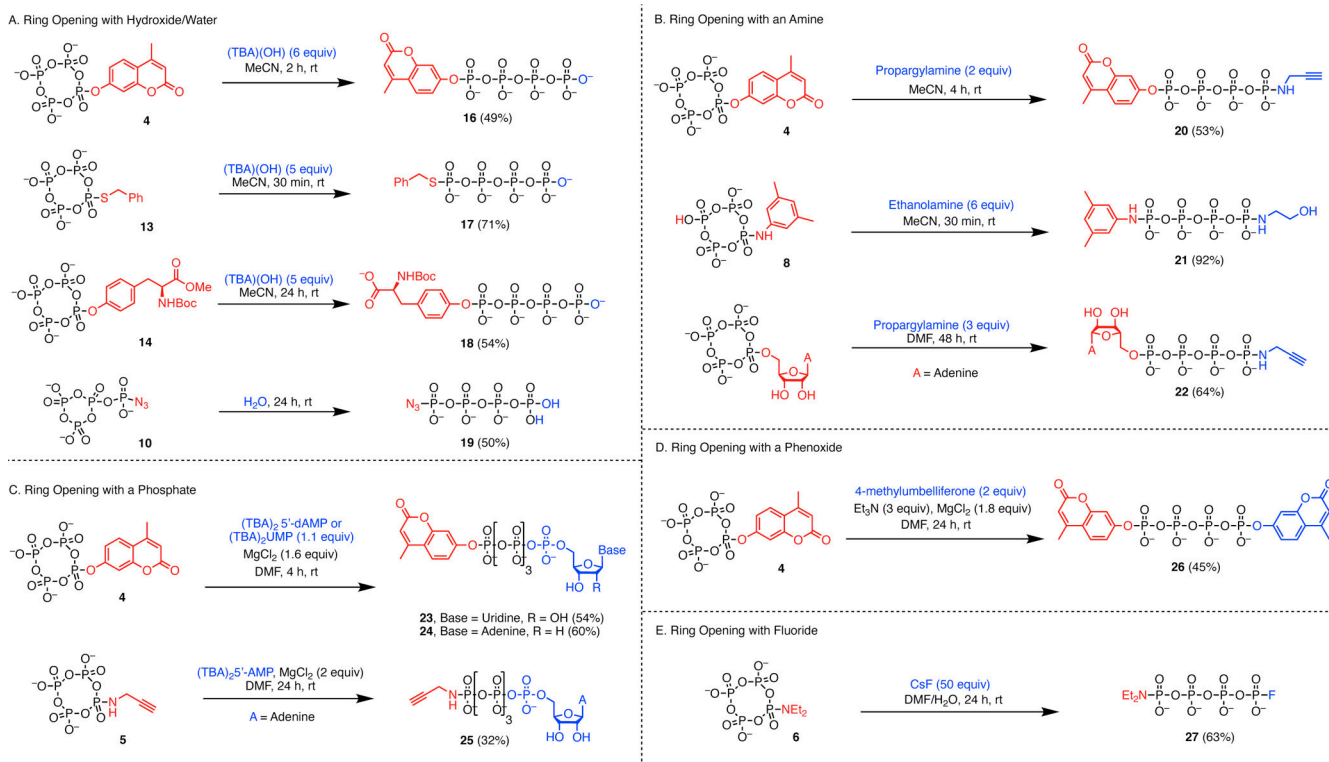 A. Ring Opening with Hydroxide/Water
(TBA)(OH) (6 equiv)
MeCN, 2 h, rt
4
16 (49%)
(TBA)(OH) (5 equiv)
MeCN, 30 min, rt
13
17 (71%)
(TBA)(OH) (5 equiv)
MeCN, 24 h, rt
14
18 (54%)
H₂O, 24 h, rt
10
19 (50%)
B. Ring Opening with an Amine
Propargylamine (2 equiv)
MeCN, 4 h, rt
4
20 (53%)
Ethanolamine (6 equiv)
MeCN, 30 min, rt
8
21 (92%)
Propargylamine (3 equiv)
DMF, 48 h, rt
A = Adenine
22 (64%)
C. Ring Opening with a Phosphate
(TBA)₂ 5'-dAMP or
(TBA)₂UMP (1.1 equiv)
MgCl₂ (1.6 equiv)
DMF, 4 h, rt
4
23, Base = Uridine, R = OH (54%)
24, Base = Adenine, R = H (60%)
(TBA)₂5'-AMP, MgCl₂ (2 equiv)
DMF, 24 h, rt
A = Adenine
5
25 (32%)
D. Ring Opening with a Phenoxide
4-methylumbelliferone (2 equiv)
Et₃N (3 equiv), MgCl₂ (1.8 equiv)
DMF, 24 h, rt
4
26 (45%)
E. Ring Opening with Fluoride
CsF (50 equiv)
DMF/H₂O, 24 h, rt
6
27 (63%)